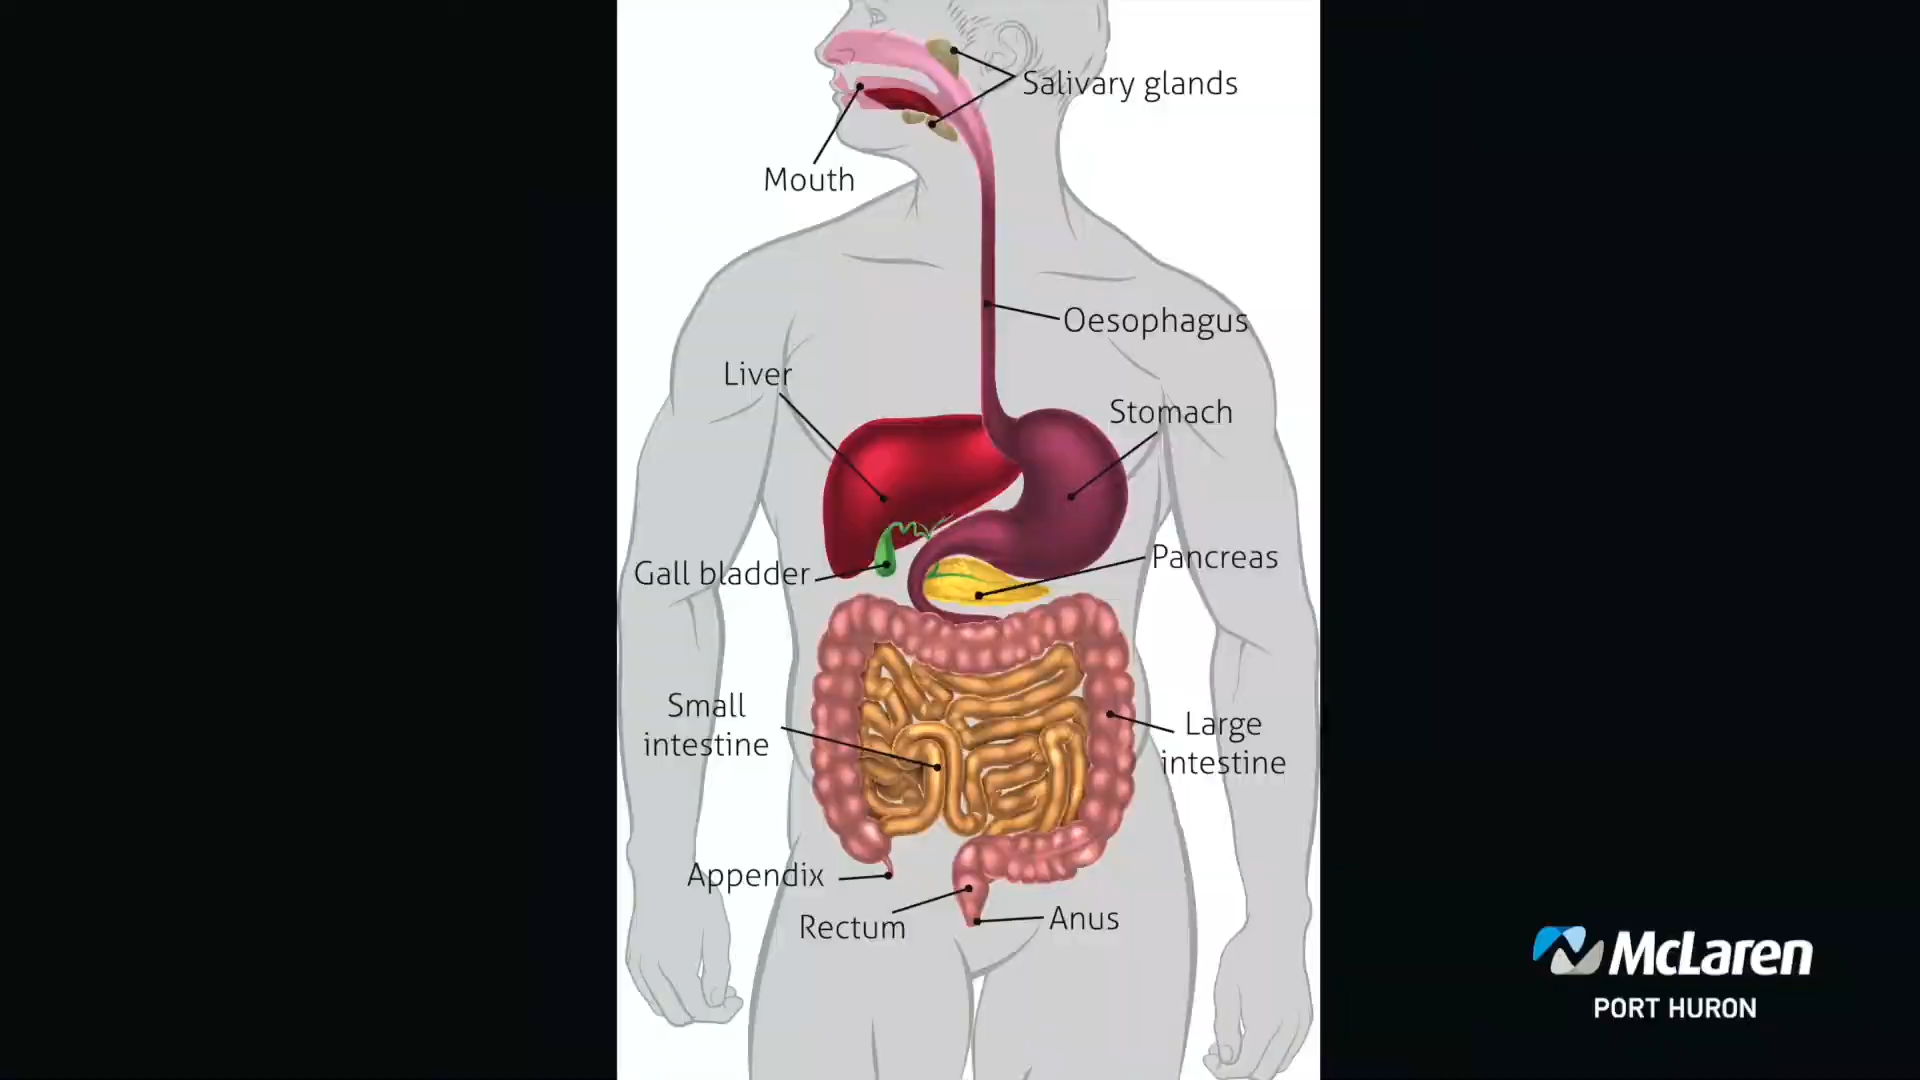 Salivary glands
Mouth
Oesophagus
Liver
Stomach
Gall bladder
Pancreas
Small
intestine
Large
intestine
Appendix
Rectum
Anus
McLaren
PORT HURON